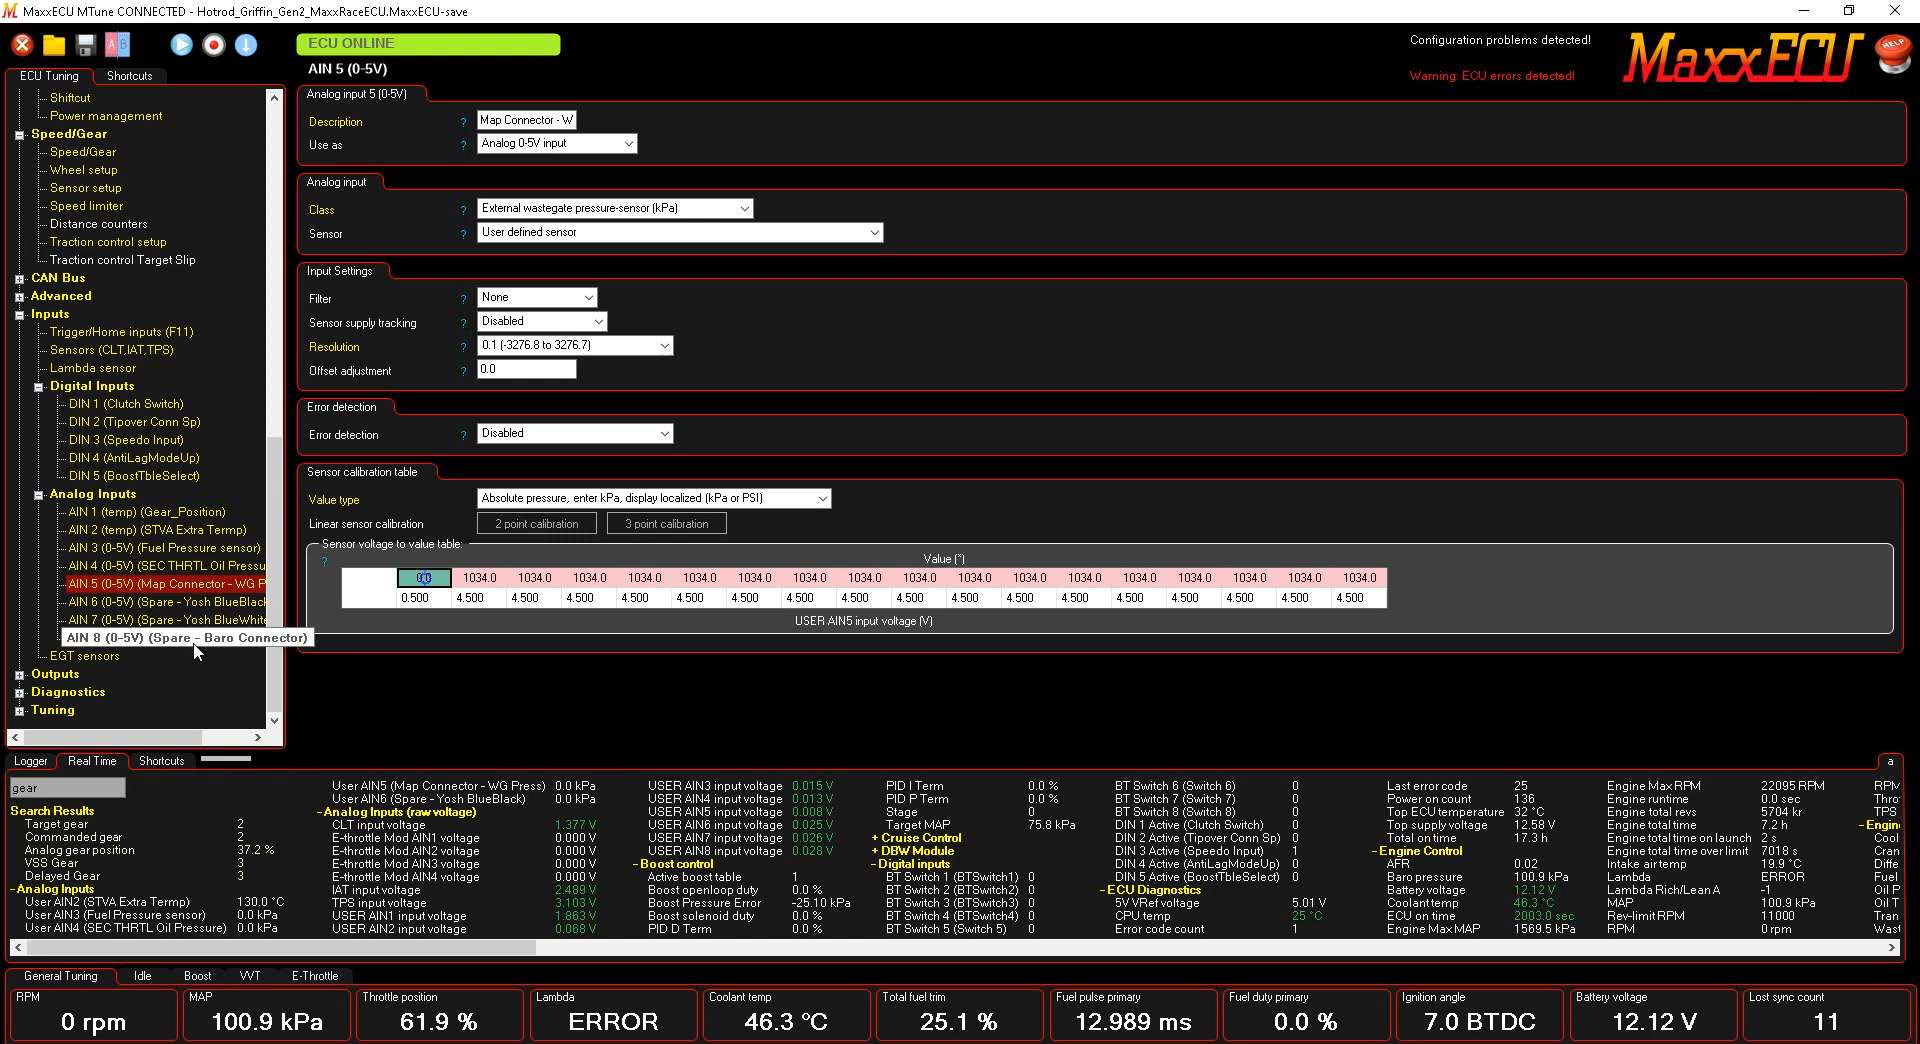 MaxxECU MTune CONNECTED - Hotrod_Griffin_Gen2_MaxxRaceECU.MaxxECU-save
A B
ECU ONLINE
Configuration problems detected!
Warning: ECU errors detected!
MaxxECU
HELP
ECU Tuning
Shortcuts
AIN 5 (0-5V)
Shiftcut
Power management
Speed/Gear
Speed/Gear
Wheel setup
Sensor setup
Speed limiter
Distance counters
Traction control setup
Traction control Target Slip
CAN Bus
Advanced
Inputs
Trigger/Home inputs (F11)
Sensors (CLT,IAT,TPS)
Lambda sensor
Digital Inputs
DIN 1 (Clutch Switch)
DIN 2 (Tipover Conn Sp)
DIN 3 (Speedo Input)
DIN 4 (AntiLagModeUp)
DIN 5 (BoostTbleSelect)
Analog Inputs
AIN 1 (temp) (Gear_Position)
AIN 2 (temp) (STVA Extra Termp)
AIN 3 (0-5V) (Fuel Pressure sensor)
AIN 4 (0-5V) (SEC THRTL Oil Pressu
AIN 5 (0-5V) (Map Connector - WG P
AIN 6 (0-5V) (Spare - Yosh BlueBlack
AIN 7 (0-5V) (Spare - Yosh BlueWhite
AIN 8 (0-5V) (Spare - Baro Connector)
EGT sensors
Outputs
Diagnostics
Tuning
Analog input 5 (0-5V)
Description ? Map Connector - W
Use as ? Analog 0-5V input
Analog input
Class ? External wastegate pressure-sensor (kPa)
Sensor ? User defined sensor
Input Settings
Filter ? None
Sensor supply tracking ? Disabled
Resolution ? 0.1 (-3276.8 to 3276.7)
Offset adjustment ? 0.0
Error detection
Error detection ? Disabled
Sensor calibration table
Value type Absolute pressure, enter kPa, display localized (kPa or PSI)
Linear sensor calibration 2 point calibration 3 point calibration
Sensor voltage to value table:
?
Value (*)
0.0 1034.0 1034.0 1034.0 1034.0 1034.0 1034.0 1034.0 1034.0 1034.0 1034.0 1034.0 1034.0 1034.0 1034.0 1034.0 1034.0 1034.0
0.500 4.500 4.500 4.500 4.500 4.500 4.500 4.500 4.500 4.500 4.500 4.500 4.500 4.500 4.500 4.500 4.500 4.500
USER AIN5 input voltage (V)
Logger
Real Time
Shortcuts
a
gear
Search Results
Target gear 2
Commanded gear 2
Analog gear position 37.2 %
VSS Gear 3
Delayed Gear 3
-Analog Inputs
User AIN2 (STVA Extra Termp) 130.0 °C
User AIN3 (Fuel Pressure sensor) 0.0 kPa
User AIN4 (SEC THRTL Oil Pressure) 0.0 kPa
User AIN5 (Map Connector - WG Press) 0.0 kPa
User AIN6 (Spare - Yosh BlueBlack) 0.0 kPa
-Analog Inputs (raw voltage)
CLT input voltage 1.377 V
E-throttle Mod AIN1 voltage 0.000 V
E-throttle Mod AIN2 voltage 0.000 V
E-throttle Mod AIN3 voltage 0.000 V
E-throttle Mod AIN4 voltage 0.000 V
IAT input voltage 2.489 V
TPS input voltage 3.103 V
USER AIN1 input voltage 1.863 V
USER AIN2 input voltage 0.068 V
USER AIN3 input voltage 0.015 V
USER AIN4 input voltage 0.013 V
USER AIN5 input voltage 0.008 V
USER AIN6 input voltage 0.025 V
USER AIN7 input voltage 0.026 V
USER AIN8 input voltage 0.028 V
-Boost control
Active boost table 1
Boost openloop duty 0.0 %
Boost Pressure Error -25.10 kPa
Boost solenoid duty 0.0 %
PID D Term 0.0 %
PID I Term 0.0 %
PID P Term 0.0 %
Stage 0
Target MAP 75.8 kPa
+ Cruise Control
+ DBW Module
-Digital inputs
BT Switch 1 (BTSwitch1) 0
BT Switch 2 (BTSwitch2) 0
BT Switch 3 (BTSwitch3) 0
BT Switch 4 (BTSwitch4) 0
BT Switch 5 (Switch 5) 0
BT Switch 6 (Switch 6) 0
BT Switch 7 (Switch 7) 0
BT Switch 8 (Switch 8) 0
DIN 1 Active (Clutch Switch) 0
DIN 2 Active (Tipover Conn Sp) 0
DIN 3 Active (Speedo Input) 1
DIN 4 Active (AntiLagModeUp) 0
DIN 5 Active (BoostTbleSelect) 0
-ECU Diagnostics
5V VRef voltage 5.01 V
CPU temp 25 °C
Error code count 1
Last error code 25
Power on count 136
Top ECU temperature 32 °C
Top supply voltage 12.58 V
Total on time 17.3 h
-Engine Control
AFR 0.02
Baro pressure 100.9 kPa
Battery voltage 12.12 V
Coolant temp 46.3 °C
ECU on time 2003.0 sec
Engine Max MAP 1569.5 kPa
Engine Max RPM 22095 RPM
Engine runtime 0.0 sec
Engine total revs 5704 kr
Engine total time 7.2 h
Engine total time on launch 2 s
Engine total time over limit 7018 s
Intake air temp 19.9 °C
Lambda ERROR
Lambda Rich/Lean A -1
MAP 100.9 kPa
Rev-limit RPM 11000
RPM 0 rpm
RPM
Thro
TPS
-Engin
Cool
Cran
Diffe
Fuel
Oil P
Oil T
Tran
Wast
General Tuning
Idle
Boost
VVT
E-Throttle
RPM
0 rpm
MAP
100.9 kPa
Throttle position
61.9 %
Lambda
ERROR
Coolant temp
46.3 °C
Total fuel trim
25.1 %
Fuel pulse primary
12.989 ms
Fuel duty primary
0.0 %
Ignition angle
7.0 BTDC
Battery voltage
12.12 V
Lost sync count
11